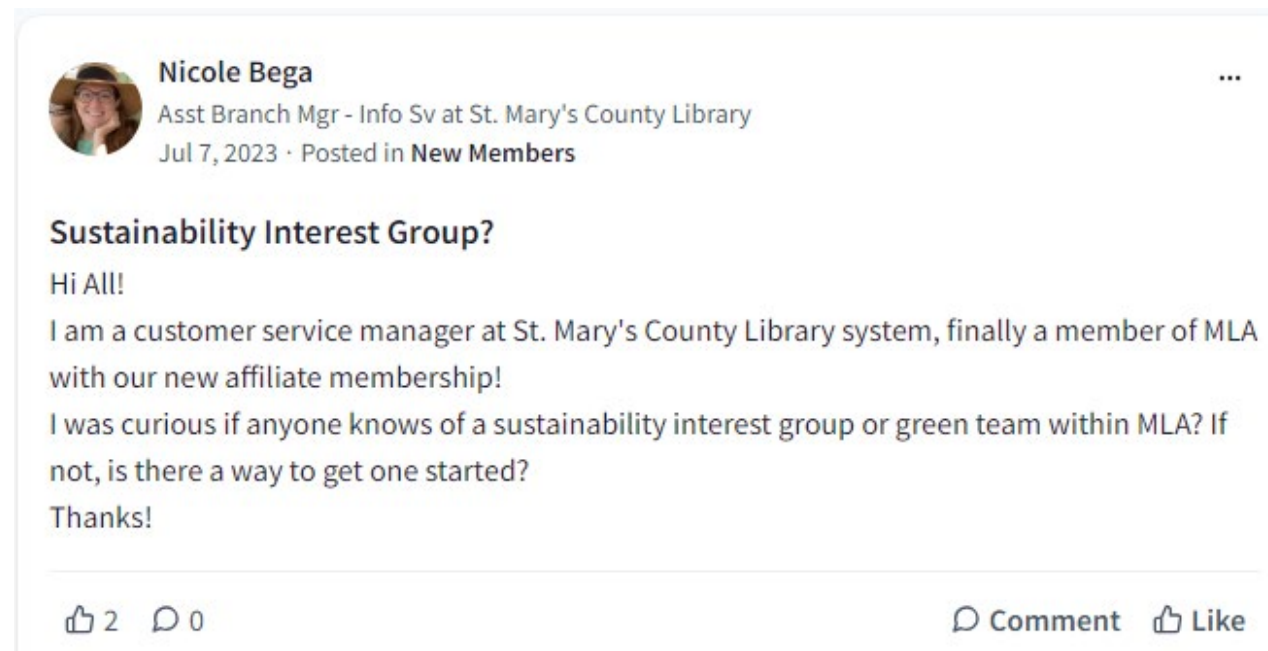 Nicole Bega
...
Asst Branch Mgr - Info Sv at St. Mary's County Library
Jul 7, 2023 · Posted in New Members
Sustainability Interest Group?
Hi All!
I am a customer service manager at St. Mary's County Library system, finally a member of MLA
with our new affiliate membership!
I was curious if anyone knows of a sustainability interest group or green team within MLA? If
not, is there a way to get one started?
Thanks!
2 0 Comment Like